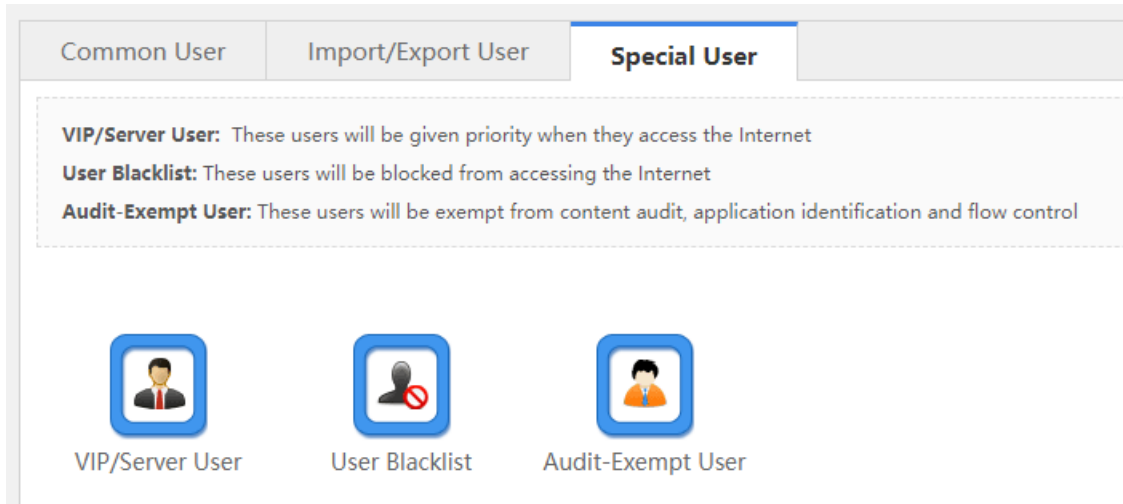 Common User Import/Export User Special User
VIP/Server User: These users will be given priority when they access the Internet
User Blacklist: These users will be blocked from accessing the Internet
Audit-Exempt User: These users will be exempt from content audit, application identification and flow control
VIP/Server User User Blacklist Audit-Exempt User